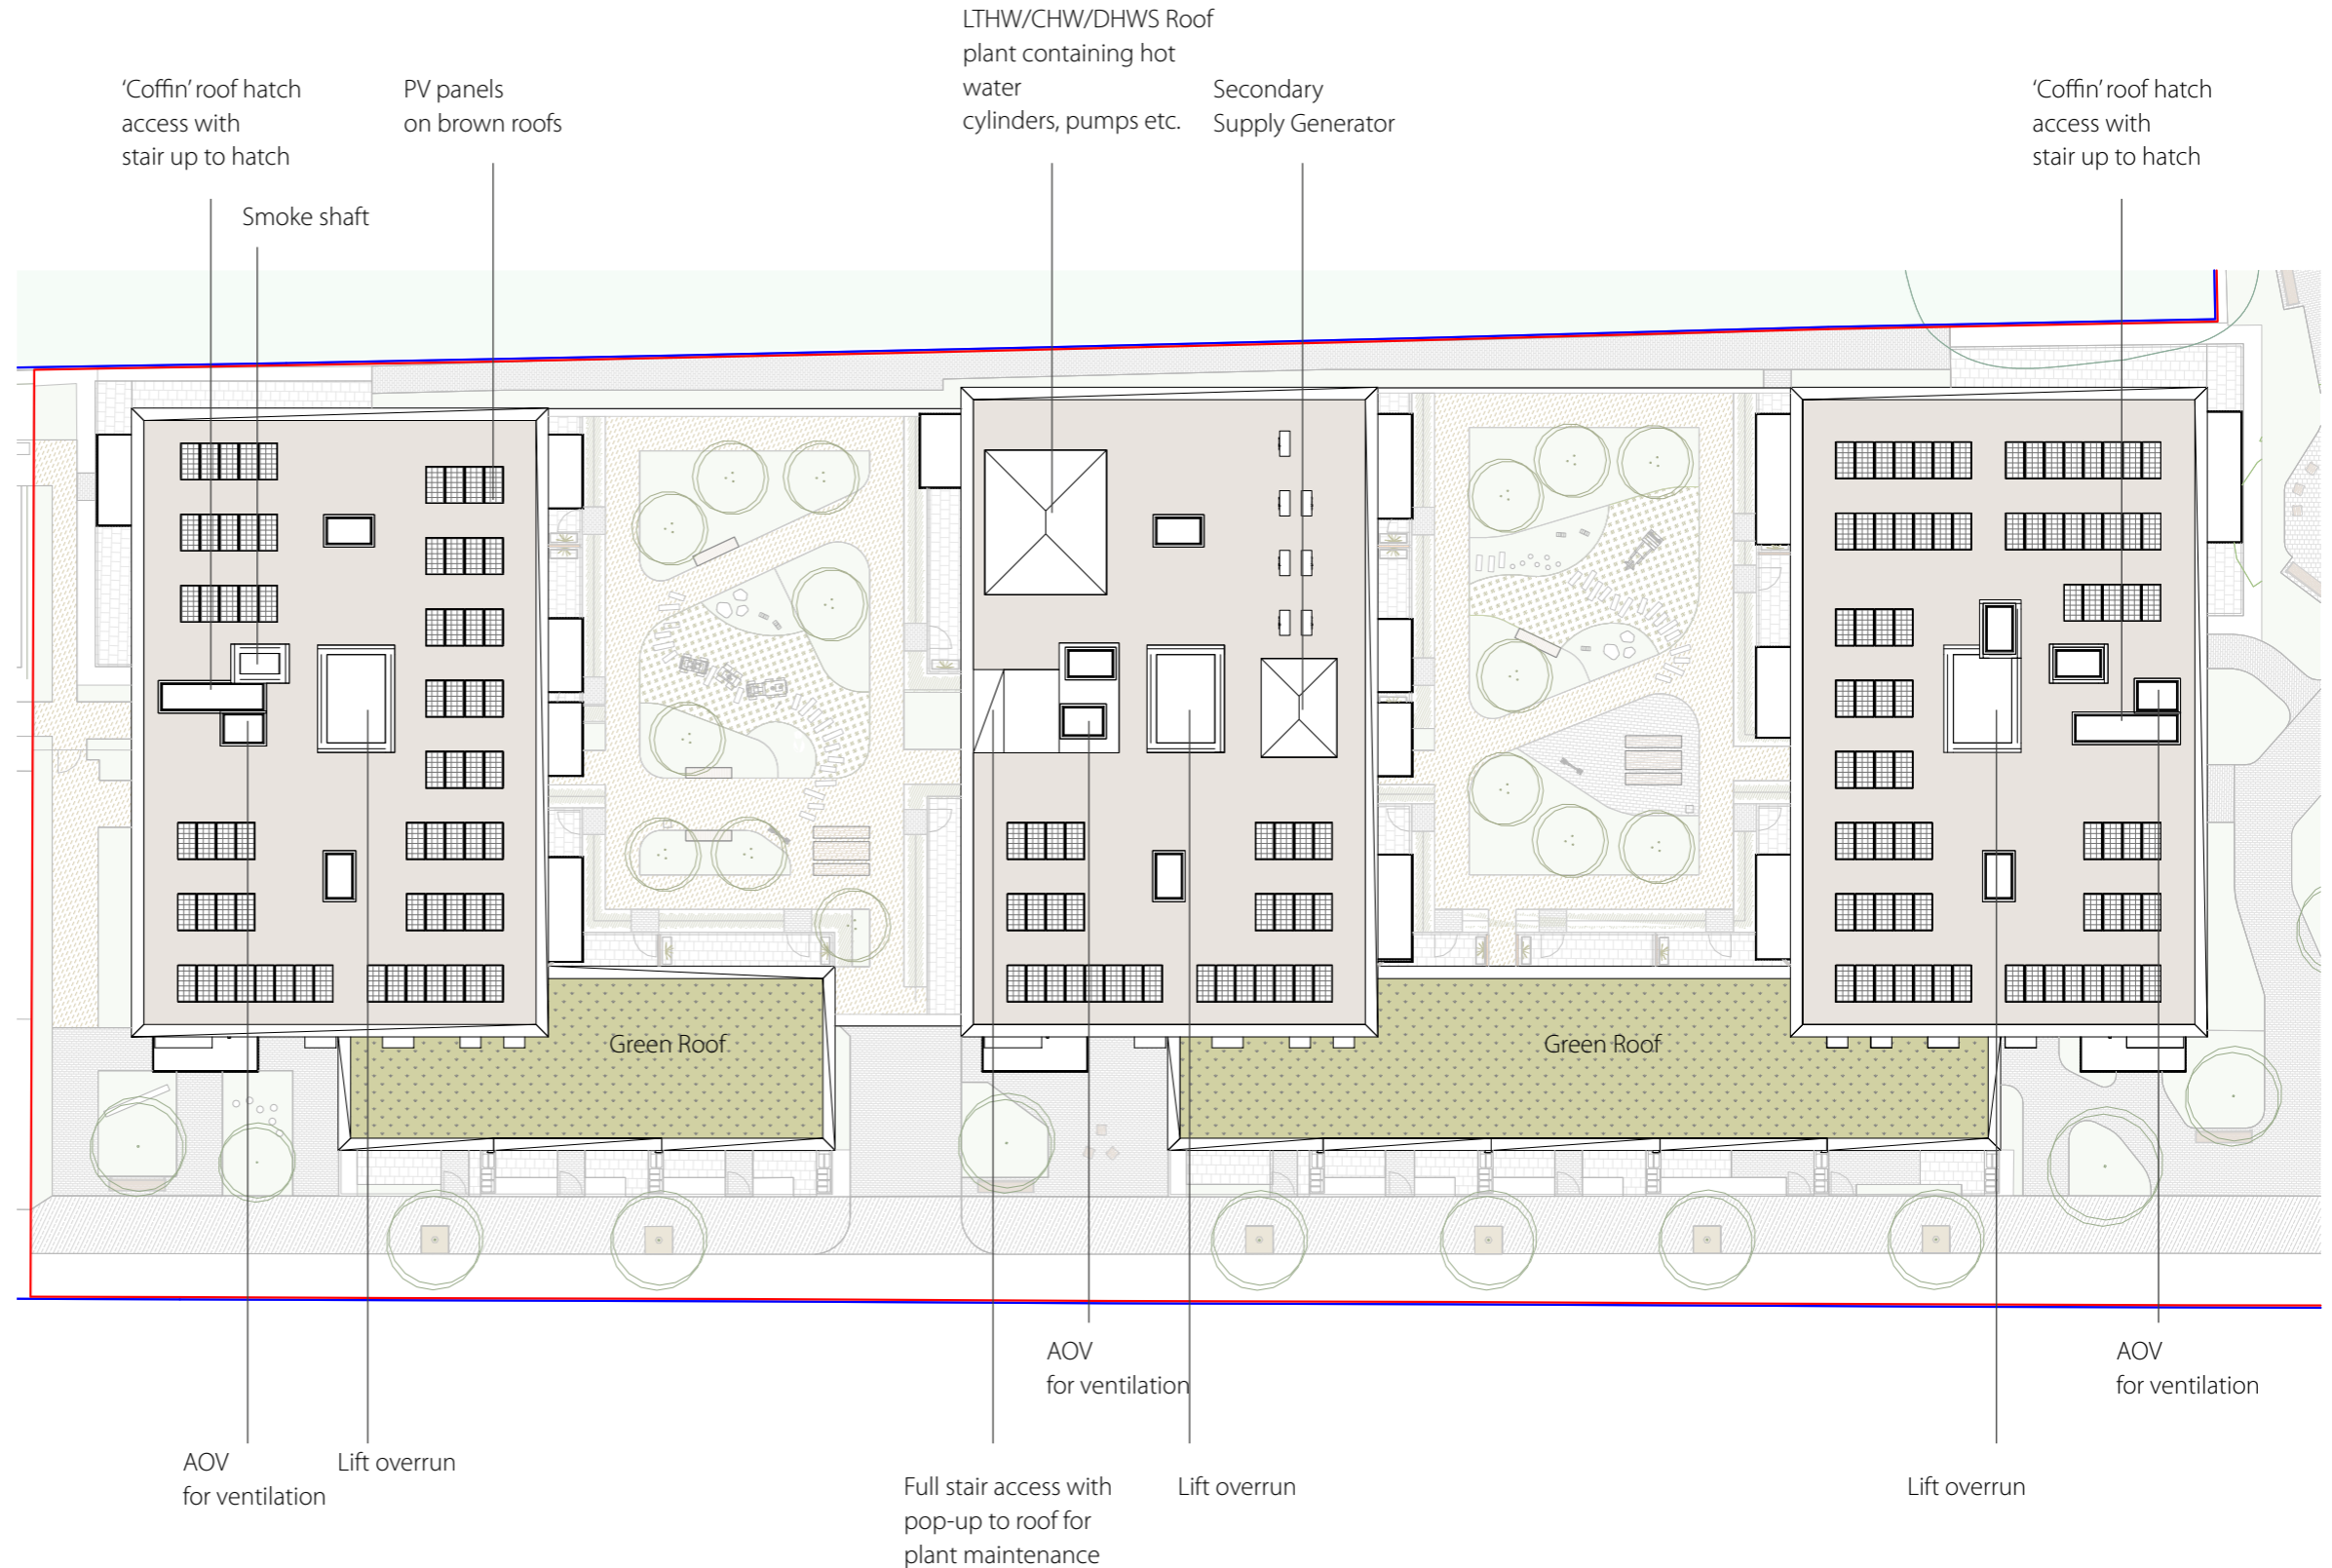 LTHW/CHW/DHWS Roof
plant containing hot
water
cylinders, pumps etc.
‘Coffin’ roof hatch
access with
stair up to hatch
PV panels
on brown roofs
Secondary
Supply Generator
‘Coffin’ roof hatch
access with
stair up to hatch
Smoke shaft
Green Roof
Green Roof
AOV
for ventilation
AOV
for ventilation
AOV
for ventilation
Lift overrun
Full stair access with
pop-up to roof for
plant maintenance
Lift overrun
Lift overrun